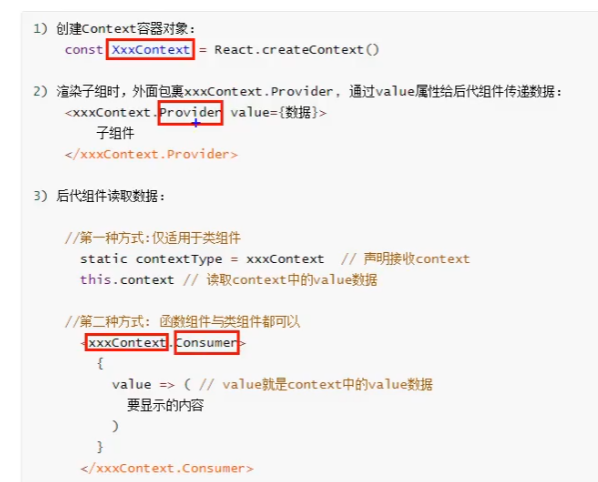 1) 创建Context容器对象:
const XxxContext = React.createContext()
2) 渲染子组时，外面包裹xxxContext.Provider, 通过value属性给后代组件传递数据:
<xxxContext.Provider value={数据}>
子组件
</xxxContext.Provider>
3) 后代组件读取数据:
//第一种方式:仅适用于类组件
static contextType = xxxContext // 声明接收context
this.context // 读取context中的value数据
//第二种方式: 函数组件与类组件都可以
<xxxContext.Consumer>
{
value => ( // value就是context中的value数据
要显示的内容
)
}
</xxxContext.Consumer>